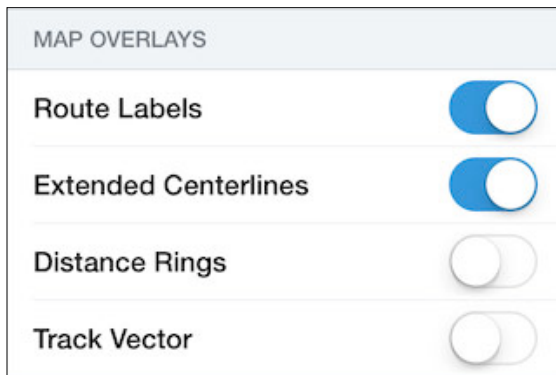 MAP OVERLAYS
Route Labels
Extended Centerlines
Distance Rings
Track Vector